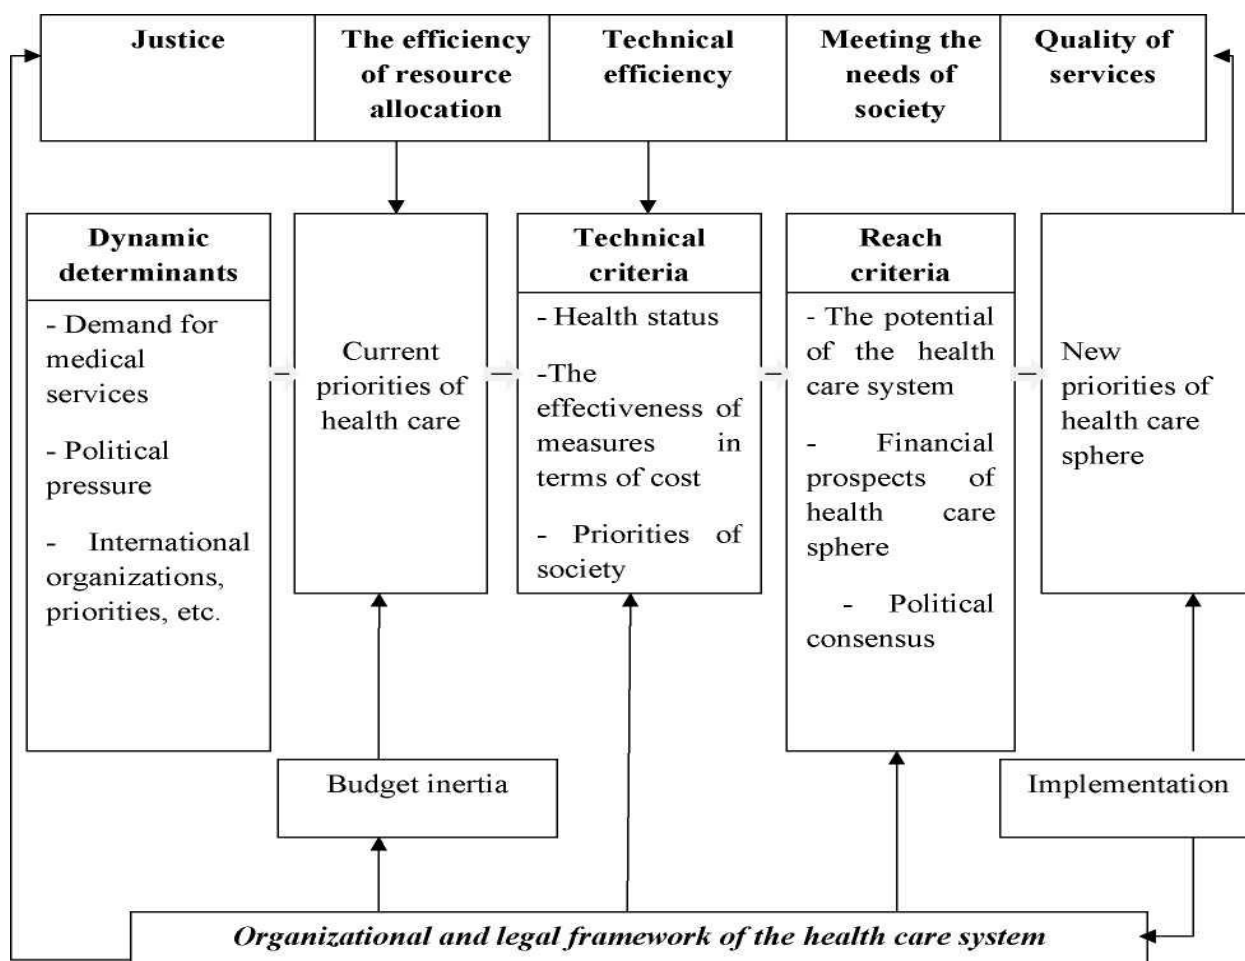 Justice
The efficiency
of resource
allocation
Technical
efficiency
Meeting the
needs of
society
Quality of
services
Dynamic
determinants
- Demand for
medical
services
- Political
pressure
- International
organizations,
priorities, etc.
Current
priorities of
health care
Technical
criteria
- Health status
-The
effectiveness of
measures in
terms of cost
- Priorities of
society
Reach
criteria
- The potential
of the health
care system
- Financial
prospects of
health care
sphere
- Political
consensus
New
priorities of
health care
sphere
Budget inertia
Implementation
Organizational and legal framework of the health care system